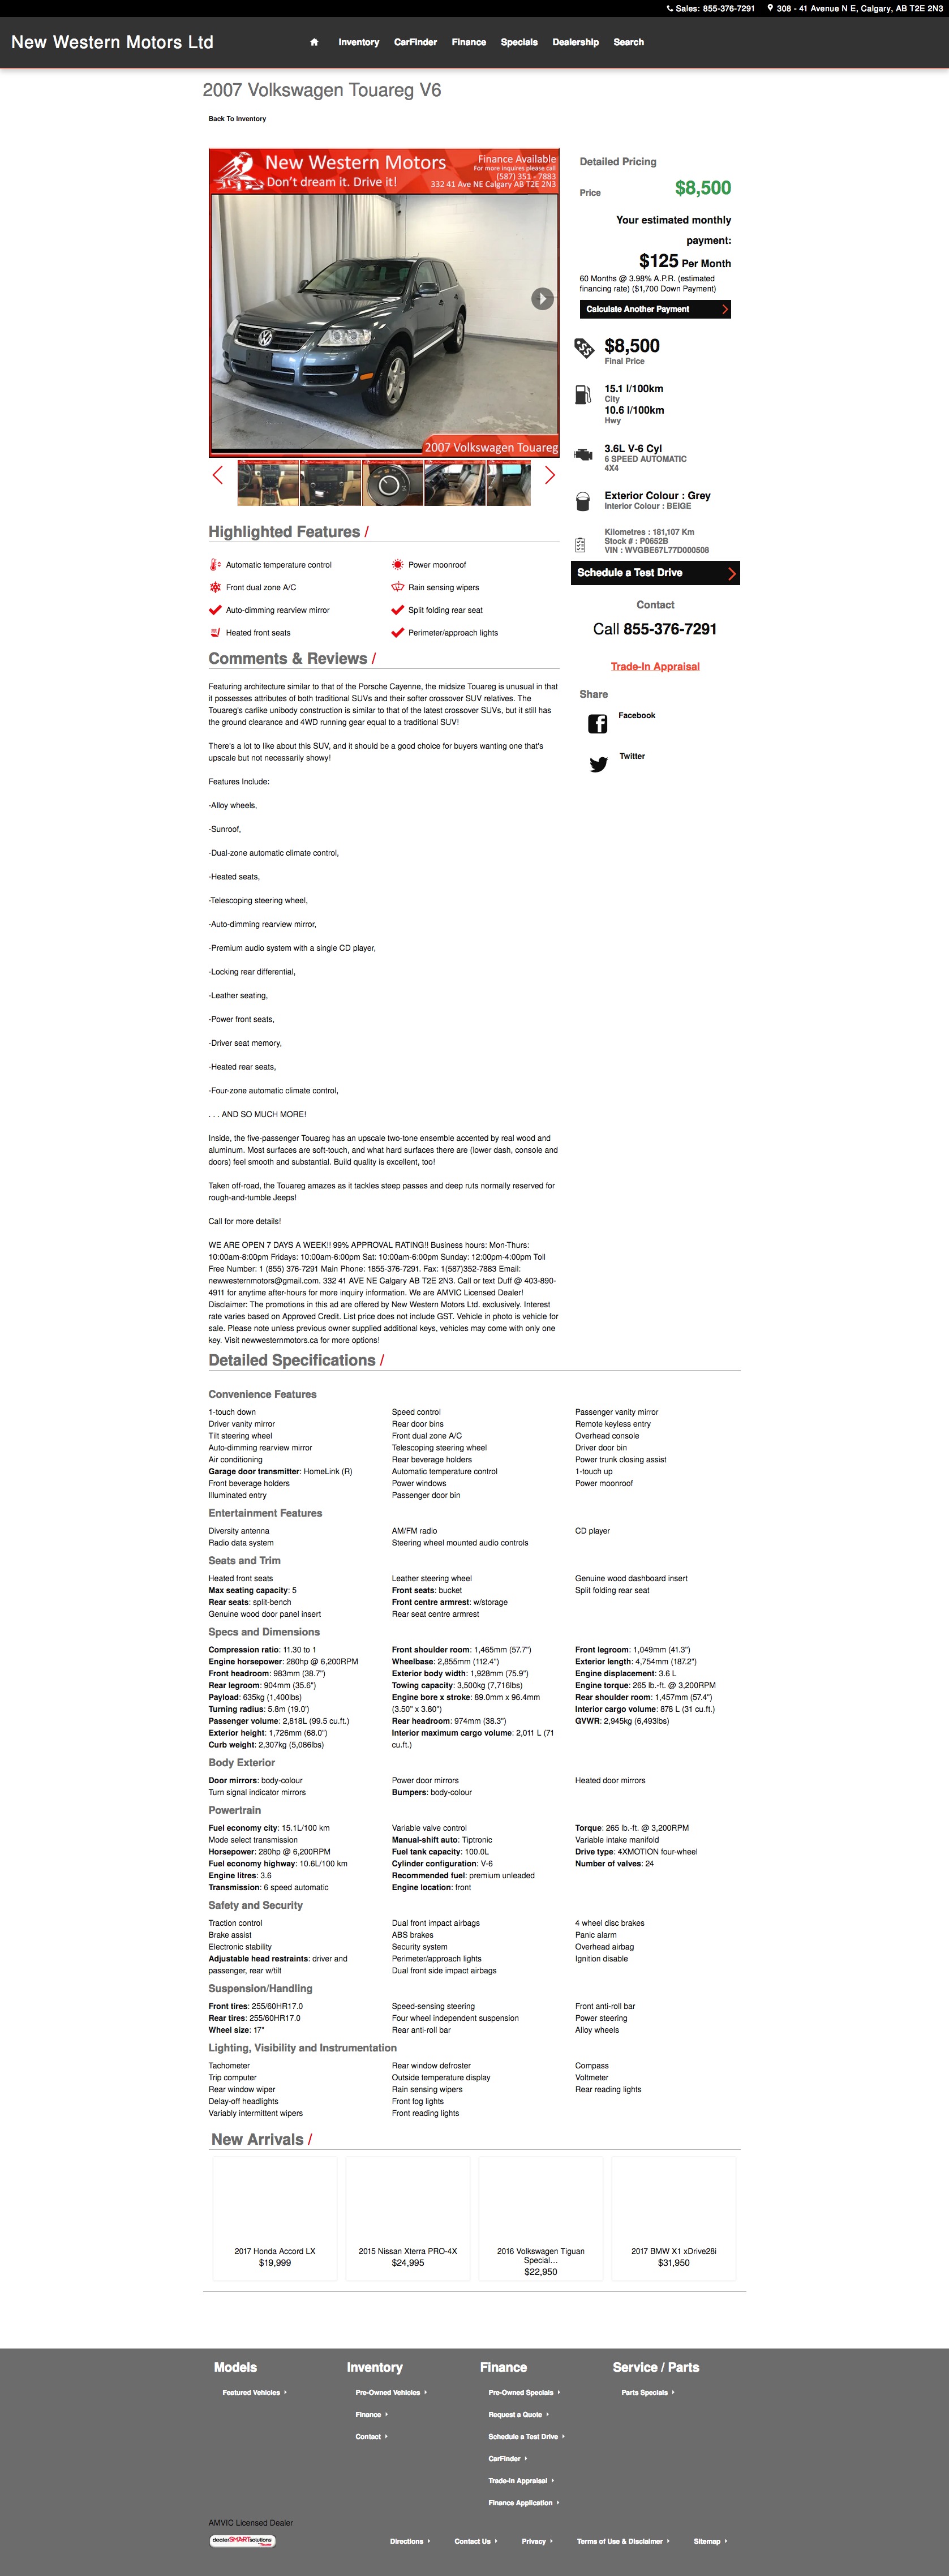 Sales: 855-376-7291 308 - 41 Avenue N E, Calgary, AB T2E 2N3
New Western Motors Ltd
Inventory CarFinder Finance Specials Dealership Search
2007 Volkswagen Touareg V6
Back To Inventory
New Western Motors
Don't dream it. Drive it!
Finance Available
For more inquires please call
(587) 351 - 7883
332 41 Ave NE Calgary AB T2E 2N3
2007 Volkswagen Touareg
Detailed Pricing
Price $8,500
Your estimated monthly
payment:
$125 Per Month
60 Months @ 3.98% A.P.R. (estimated
financing rate) ($1,700 Down Payment)
Calculate Another Payment
$8,500
Final Price
15.1 l/100km
City
10.6 l/100km
Hwy
3.6L V-6 Cyl
6 SPEED AUTOMATIC
4X4
Exterior Colour : Grey
Interior Colour : BEIGE
Kilometres : 181,107 Km
Stock # : P0652B
VIN : WVGBE67L77D000508
Schedule a Test Drive
Contact
Call 855-376-7291
Trade-In Appraisal
Share
Facebook
Twitter
Highlighted Features /
Automatic temperature control Power moonroof
Front dual zone A/C Rain sensing wipers
Auto-dimming rearview mirror Split folding rear seat
Heated front seats Perimeter/approach lights
Comments & Reviews /
Featuring architecture similar to that of the Porsche Cayenne, the midsize Touareg is unusual in that
it possesses attributes of both traditional SUVs and their softer crossover SUV relatives. The
Touareg's carlike unibody construction is similar to that of the latest crossover SUVs, but it still has
the ground clearance and 4WD running gear equal to a traditional SUV!
There's a lot to like about this SUV, and it should be a good choice for buyers wanting one that's
upscale but not necessarily showy!
Features Include:
-Alloy wheels,
-Sunroof,
-Dual-zone automatic climate control,
-Heated seats,
-Telescoping steering wheel,
-Auto-dimming rearview mirror,
-Premium audio system with a single CD player,
-Locking rear differential,
-Leather seating,
-Power front seats,
-Driver seat memory,
-Heated rear seats,
-Four-zone automatic climate control,
. . . AND SO MUCH MORE!
Inside, the five-passenger Touareg has an upscale two-tone ensemble accented by real wood and
aluminum. Most surfaces are soft-touch, and what hard surfaces there are (lower dash, console and
doors) feel smooth and substantial. Build quality is excellent, too!
Taken off-road, the Touareg amazes as it tackles steep passes and deep ruts normally reserved for
rough-and-tumble Jeeps!
Call for more details!
WE ARE OPEN 7 DAYS A WEEK!! 99% APPROVAL RATING!! Business hours: Mon-Thurs:
10:00am-8:00pm Fridays: 10:00am-6:00pm Sat: 10:00am-6:00pm Sunday: 12:00pm-4:00pm Toll
Free Number: 1 (855) 376-7291 Main Phone: 1855-376-7291. Fax: 1(587)352-7883 Email:
newwesternmotors@gmail.com. 332 41 AVE NE Calgary AB T2E 2N3. Call or text Duff @ 403-890-
4911 for anytime after-hours for more inquiry information. We are AMVIC Licensed Dealer!
Disclaimer: The promotions in this ad are offered by New Western Motors Ltd. exclusively. Interest
rate varies based on Approved Credit. List price does not include GST. Vehicle in photo is vehicle for
sale. Please note unless previous owner supplied additional keys, vehicles may come with only one
key. Visit newwesternmotors.ca for more options!
Detailed Specifications /
Convenience Features
1-touch down Speed control Passenger vanity mirror
Driver vanity mirror Rear door bins Remote keyless entry
Tilt steering wheel Front dual zone A/C Overhead console
Auto-dimming rearview mirror Telescoping steering wheel Driver door bin
Air conditioning Rear beverage holders Power trunk closing assist
Garage door transmitter: HomeLink (R) Automatic temperature control 1-touch up
Front beverage holders Power windows Power moonroof
Illuminated entry Passenger door bin
Entertainment Features
Diversity antenna AM/FM radio CD player
Radio data system Steering wheel mounted audio controls
Seats and Trim
Heated front seats Leather steering wheel Genuine wood dashboard insert
Max seating capacity: 5 Front seats: bucket Split folding rear seat
Rear seats: split-bench Front centre armrest: w/storage
Genuine wood door panel insert Rear seat centre armrest
Specs and Dimensions
Compression ratio: 11.30 to 1 Front shoulder room: 1,465mm (57.7") Front legroom: 1,049mm (41.3")
Engine horsepower: 280hp @ 6,200RPM Wheelbase: 2,855mm (112.4") Exterior length: 4,754mm (187.2")
Front headroom: 983mm (38.7") Exterior body width: 1,928mm (75.9") Engine displacement: 3.6 L
Rear legroom: 904mm (35.6") Towing capacity: 3,500kg (7,716lbs) Engine torque: 265 lb.-ft. @ 3,200RPM
Payload: 635kg (1,400lbs) Engine bore x stroke: 89.0mm x 96.4mm Rear shoulder room: 1,457mm (57.4")
Turning radius: 5.8m (19.0') (3.50" x 3.80") Interior cargo volume: 878 L (31 cu.ft.)
Passenger volume: 2,818L (99.5 cu.ft.) Rear headroom: 974mm (38.3") GVWR: 2,945kg (6,493lbs)
Exterior height: 1,726mm (68.0") Interior maximum cargo volume: 2,011 L (71
Curb weight: 2,307kg (5,086lbs) cu.ft.)
Body Exterior
Door mirrors: body-colour Power door mirrors Heated door mirrors
Turn signal indicator mirrors Bumpers: body-colour
Powertrain
Fuel economy city: 15.1L/100 km Variable valve control Torque: 265 lb.-ft. @ 3,200RPM
Mode select transmission Manual-shift auto: Tiptronic Variable intake manifold
Horsepower: 280hp @ 6,200RPM Fuel tank capacity: 100.0L Drive type: 4XMOTION four-wheel
Fuel economy highway: 10.6L/100 km Cylinder configuration: V-6 Number of valves: 24
Engine litres: 3.6 Recommended fuel: premium unleaded
Transmission: 6 speed automatic Engine location: front
Safety and Security
Traction control Dual front impact airbags 4 wheel disc brakes
Brake assist ABS brakes Panic alarm
Electronic stability Security system Overhead airbag
Adjustable head restraints: driver and Perimeter/approach lights Ignition disable
passenger, rear w/tilt Dual front side impact airbags
Suspension/Handling
Front tires: 255/60HR17.0 Speed-sensing steering Front anti-roll bar
Rear tires: 255/60HR17.0 Four wheel independent suspension Power steering
Wheel size: 17" Rear anti-roll bar Alloy wheels
Lighting, Visibility and Instrumentation
Tachometer Rear window defroster Compass
Trip computer Outside temperature display Voltmeter
Rear window wiper Rain sensing wipers Rear reading lights
Delay-off headlights Front fog lights
Variably intermittent wipers Front reading lights
New Arrivals /
2017 Honda Accord LX
$19,999
2015 Nissan Xterra PRO-4X
$24,995
2016 Volkswagen Tiguan
Special...
$22,950
2017 BMW X1 xDrive28i
$31,950
Models Inventory Finance Service / Parts
Featured Vehicles Pre-Owned Vehicles Pre-Owned Specials Parts Specials
Finance Request a Quote
Contact Schedule a Test Drive
CarFinder
Trade-In Appraisal
Finance Application
AMVIC Licensed Dealer
dealerSMARTsolutions
Directions Contact Us Privacy Terms of Use & Disclaimer Sitemap